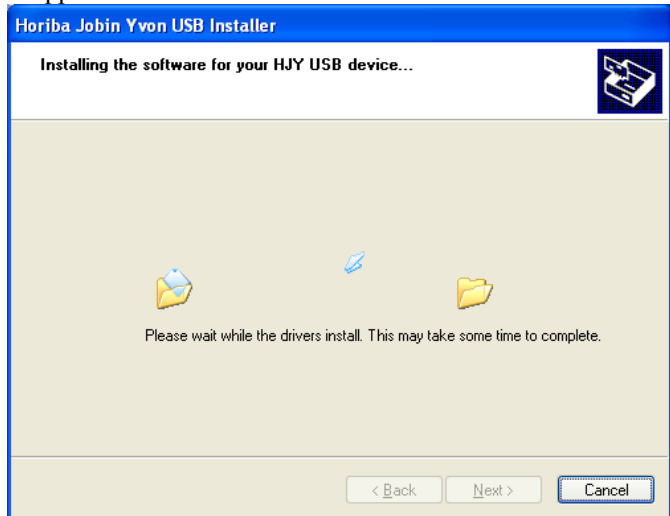 Horiba Jobin Yvon USB Installer
Installing the software for your HJY USB device...
Please wait while the drivers install. This may take some time to complete.
< Back Next > Cancel